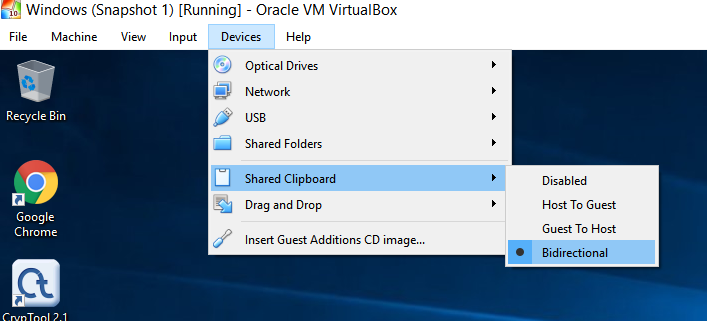 Windows (Snapshot 1) [Running] - Oracle VM VirtualBox
File Machine View Input Devices Help
Optical Drives
Network
USB
Shared Folders
Shared Clipboard
Drag and Drop
Insert Guest Additions CD image...
Disabled
Host To Guest
Guest To Host
Bidirectional
Recycle Bin
Google
Chrome
CrypTool 2.1